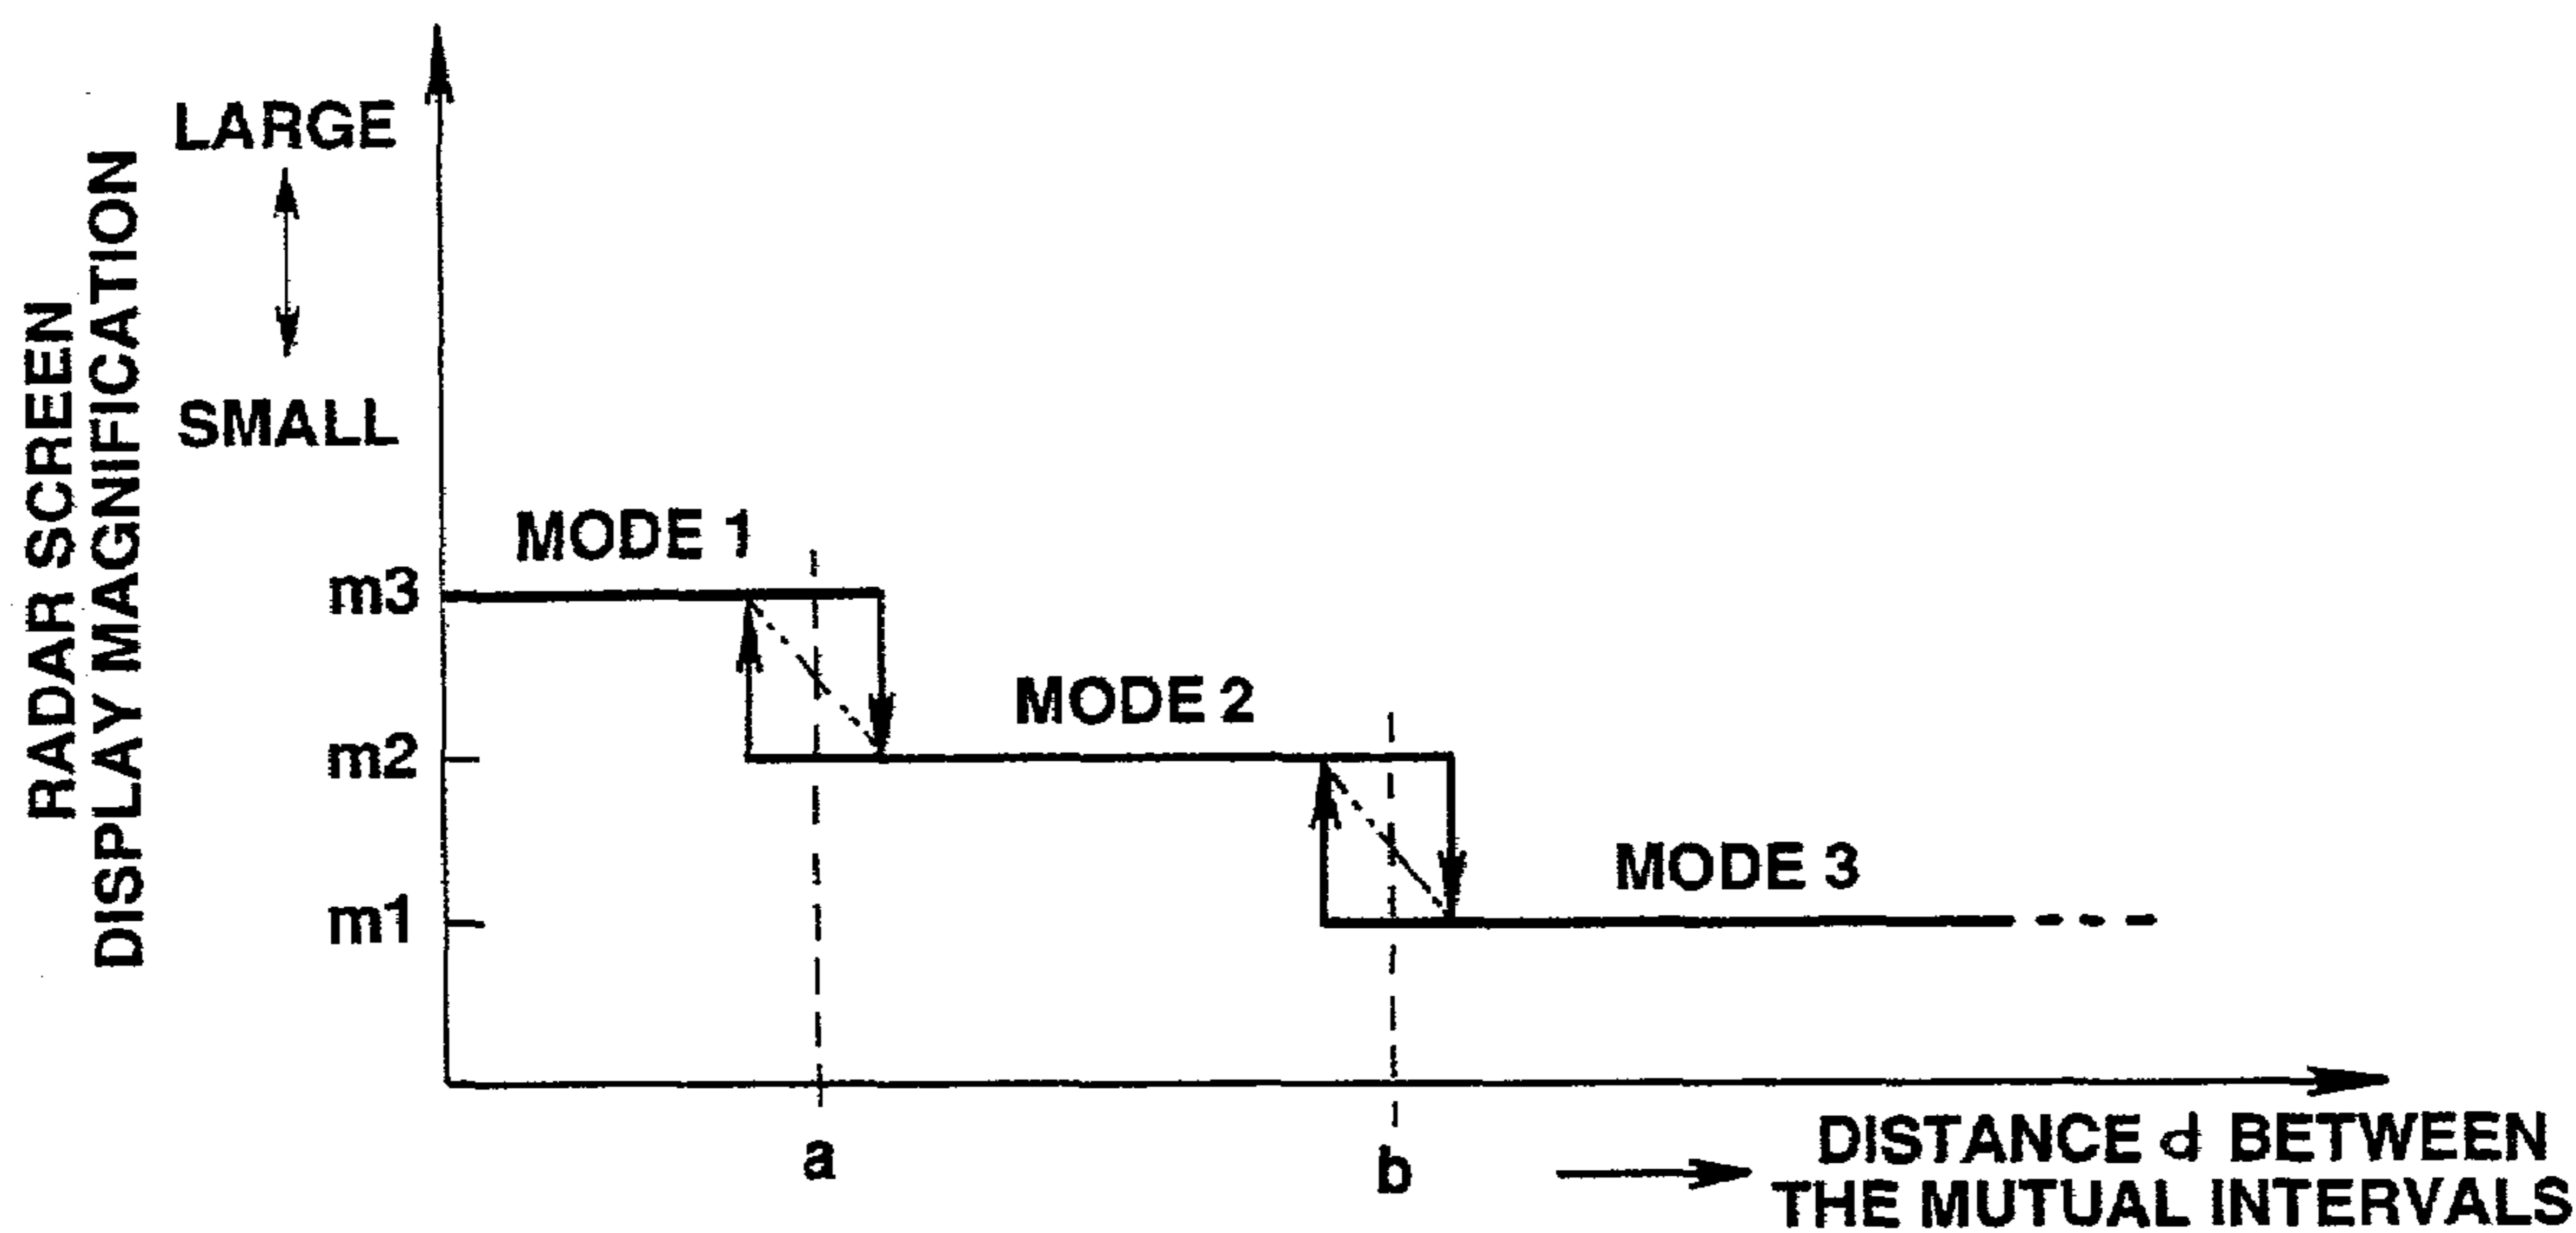 RADAR SCREEN
DISPLAY MAGNIFICATION
LARGE
SMALL
MODE 1
m3
MODE 2
m2
MODE 3
m1
a
b
DISTANCE d BETWEEN
THE MUTUAL INTERVALS